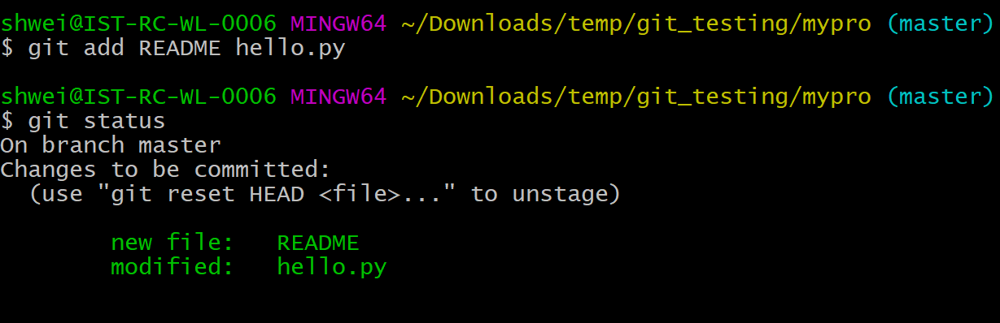 shwei@IST-RC-WL-0006 MINGW64 ~/Downloads/temp/git_testing/mypro (master)
$ git add README hello.py
shwei@IST-RC-WL-0006 MINGW64 ~/Downloads/temp/git_testing/mypro (master)
$ git status
On branch master
Changes to be committed:
  (use "git reset HEAD <file>..." to unstage)
        new file:   README
        modified:   hello.py